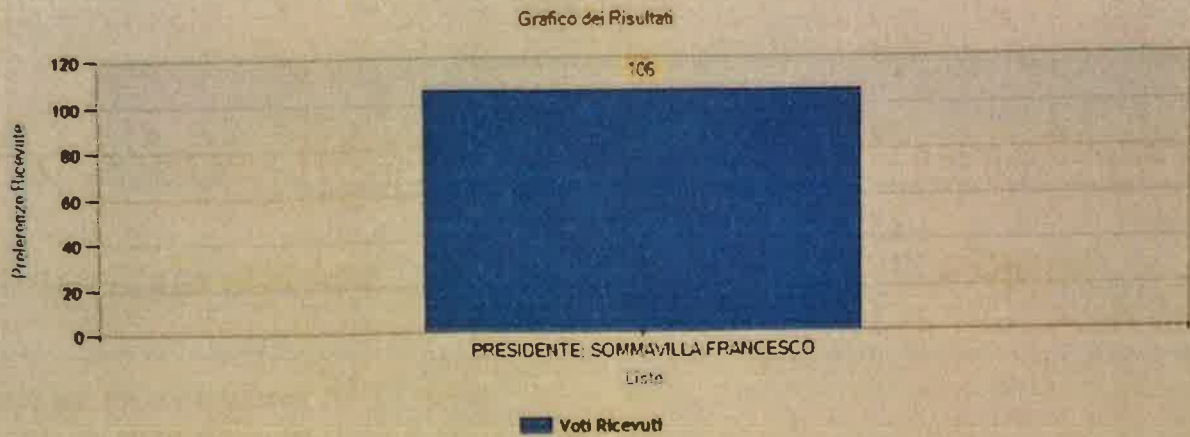 Grafico dei Risultati
106
120
100
80
60
40
20
0
Preferenze Ricevute
PRESIDENTE: SOMMAVILLA FRANCESCO
Liste
Voti Ricevuti